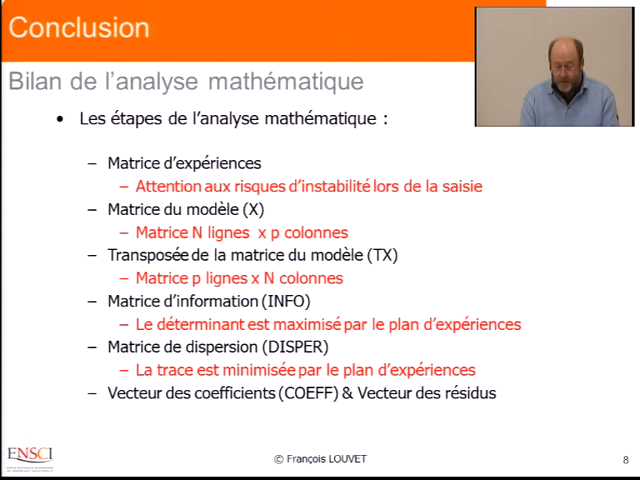 Conclusion
Bilan de l'analyse mathématique
• Les étapes de l'analyse mathématique :
– Matrice d'expériences
– Attention aux risques d'instabilité lors de la saisie
– Matrice du modèle (X)
– Matrice N lignes x p colonnes
– Transposée de la matrice du modèle (TX)
– Matrice p lignes x N colonnes
– Matrice d'information (INFO)
– Le déterminant est maximisé par le plan d'expériences
– Matrice de dispersion (DISPER)
– La trace est minimisée par le plan d'expériences
– Vecteur des coefficients (COEFF) & Vecteur des résidus
ENSCI
© François LOUVET
8